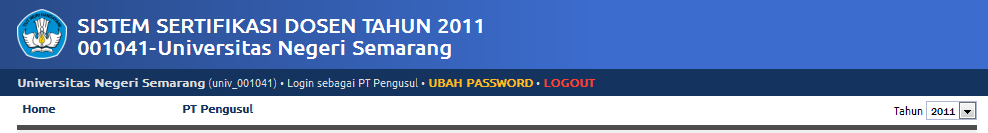 SISTEM SERTIFIKASI DOSEN TAHUN 2011
001041-Universitas Negeri Semarang
Universitas Negeri Semarang (univ_001041) • Login sebagai PT Pengusul • UBAH PASSWORD • LOGOUT
Home PT Pengusul Tahun 2011